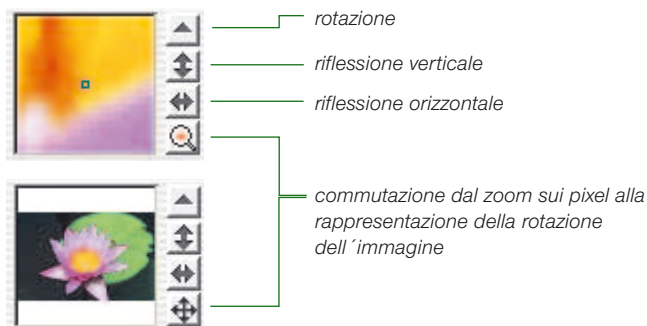 rotazione
riflessione verticale
riflessione orizzontale
commutazione dal zoom sui pixel alla
rappresentazione della rotazione
dell´immagine